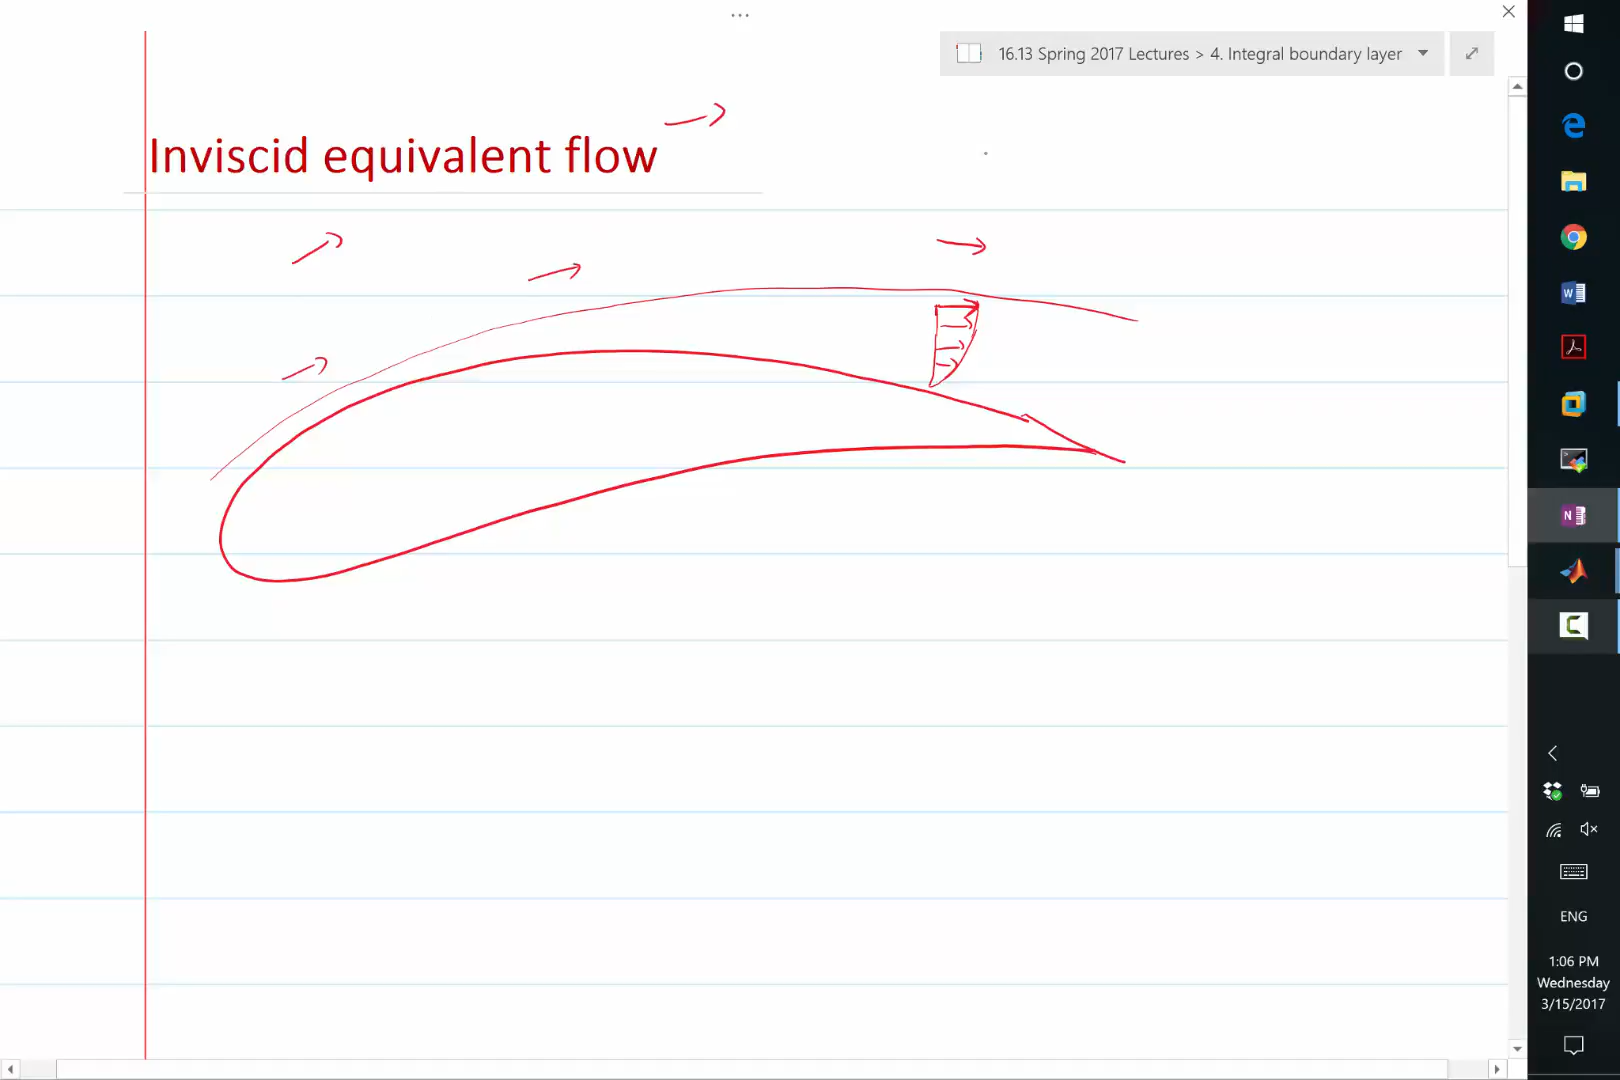 16.13 Spring 2017 Lectures > 4. Integral boundary layer
Inviscid equivalent flow
ENG
1:06 PM
Wednesday
3/15/2017